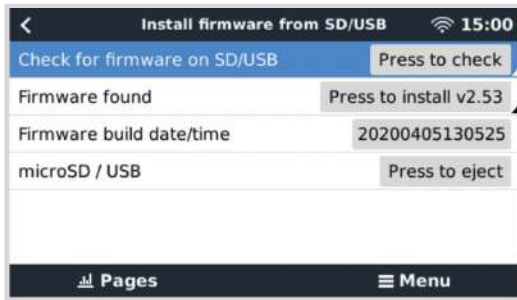 Install firmware from SD/USB 15:00
Check for firmware on SD/USB Press to check
Firmware found Press to install v2.53
Firmware build date/time 20200405130525
microSD / USB Press to eject
Pages Menu